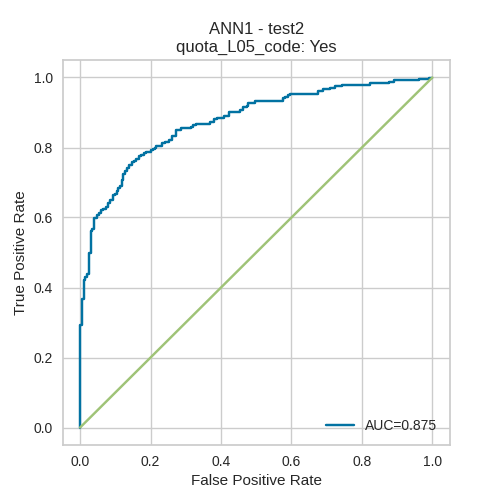 ANN1 - test2
quota_L05_code: Yes
1.0
0.8
0.6
0.4
0.2
0.0
True Positive Rate
AUC=0.875
0.0 0.2 0.4 0.6 0.8 1.0
False Positive Rate